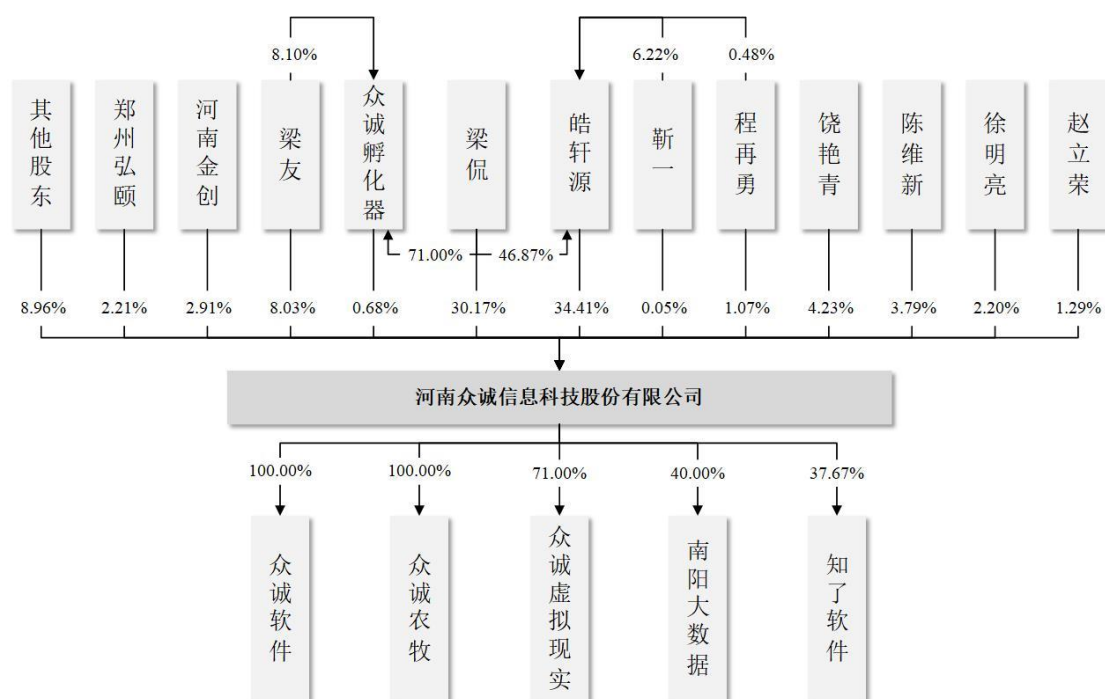 8.10%
6.22%
0.48%
其他股东
郑州弘颐
河南金创
梁友
众诚孵化器
梁侃
皓轩源
靳一
程再勇
饶艳青
陈维新
徐明亮
赵立荣
71.00%
46.87%
8.96%
2.21%
2.91%
8.03%
0.68%
30.17%
34.41%
0.05%
1.07%
4.23%
3.79%
2.20%
1.29%
河南众诚信息科技股份有限公司
100.00%
100.00%
71.00%
40.00%
37.67%
众诚软件
众诚农牧
众诚虚拟现实
南阳大数据
知了软件